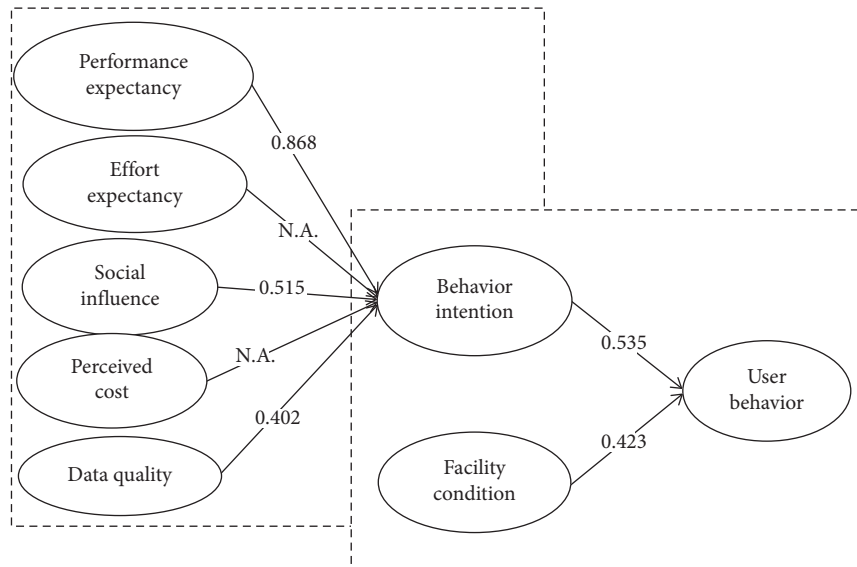 Performance
expectancy
0.868
Effort
expectancy
N.A.
Social
influence
0.515
Behavior
intention
Perceived
cost
N.A.
0.535
User
behavior
0.402
0.423
Data quality
Facility
condition